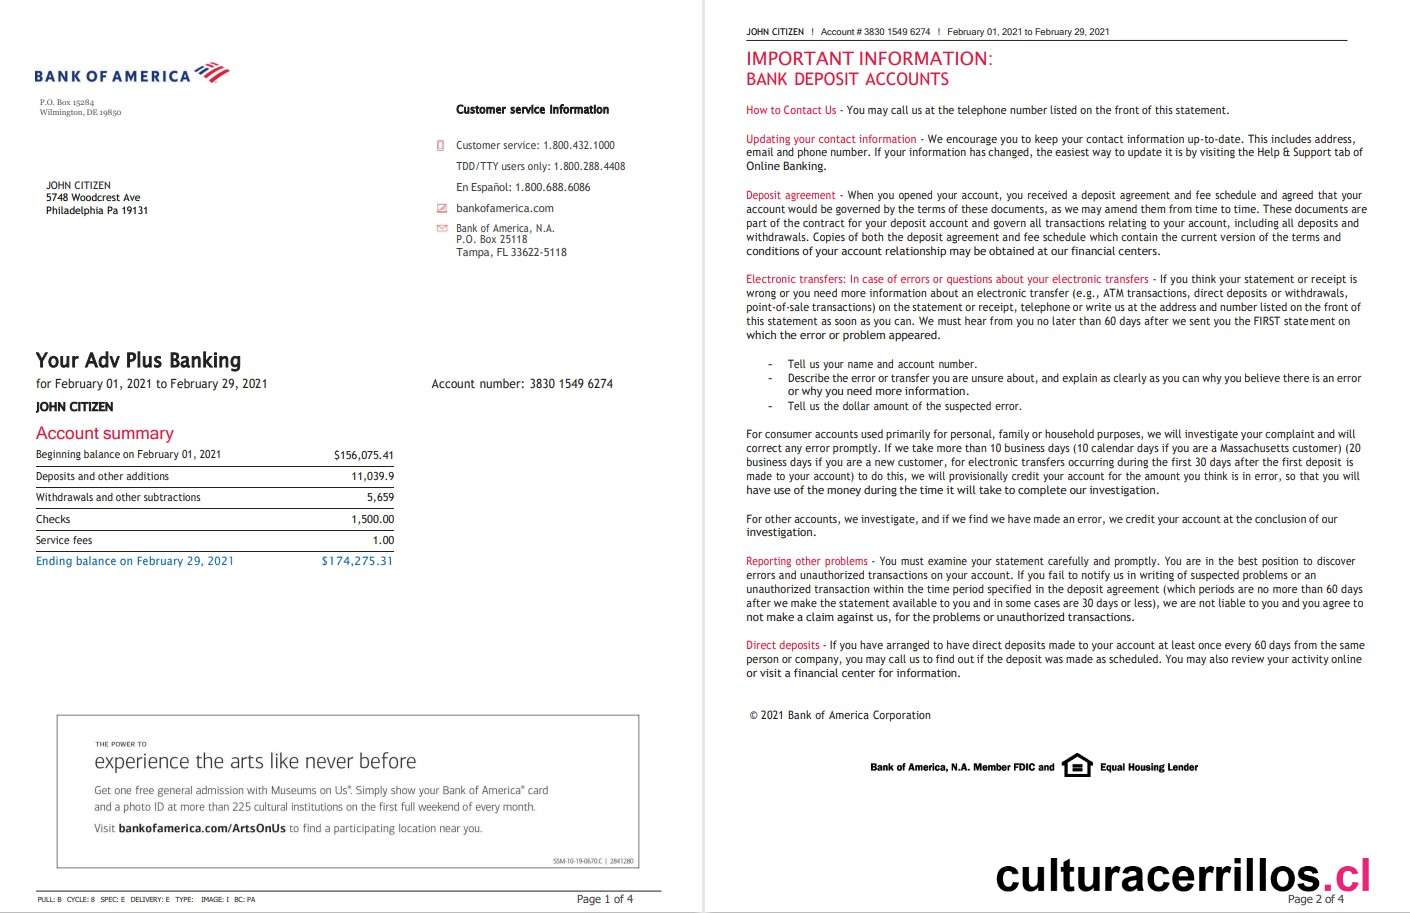 BANK OF AMERICA
P.O. Box 15284
Wilmington, DE 19850
Customer service information
Customer service: 1.800.432.1000
TDD/TTY users only: 1.800.288.4408
En Español: 1.800.688.6086
bankofamerica.com
Bank of America, N.A.
P.O. Box 25118
Tampa, FL 33622-5118
JOHN CITIZEN
5748 Woodcrest Ave
Philadelphia Pa 19131
Your Adv Plus Banking
for February 01, 2021 to February 29, 2021
Account number: 3830 1549 6274
JOHN CITIZEN
Account summary
Beginning balance on February 01, 2021 $156,075.41
Deposits and other additions 11,039.9
Withdrawals and other subtractions 5,659
Checks 1,500.00
Service fees 1.00
Ending balance on February 29, 2021 $174,275.31
THE POWER TO
experience the arts like never before
Get one free general admission with Museums on Us®. Simply show your Bank of America® card
and a photo ID at more than 225 cultural institutions on the first full weekend of every month.
Visit bankofamerica.com/ArtsOnUs to find a participating location near you.
SSM-10-19-0670.C | 2841280
PULL: B CYCLE: 8 SPEC: E DELIVERY: E TYPE: IMAGE: I BC: PA
Page 1 of 4
JOHN CITIZEN ! Account # 3830 1549 6274 ! February 01, 2021 to February 29, 2021
IMPORTANT INFORMATION:
BANK DEPOSIT ACCOUNTS
How to Contact Us - You may call us at the telephone number listed on the front of this statement.
Updating your contact information - We encourage you to keep your contact information up-to-date. This includes address,
email and phone number. If your information has changed, the easiest way to update it is by visiting the Help & Support tab of
Online Banking.
Deposit agreement - When you opened your account, you received a deposit agreement and fee schedule and agreed that your
account would be governed by the terms of these documents, as we may amend them from time to time. These documents are
part of the contract for your deposit account and govern all transactions relating to your account, including all deposits and
withdrawals. Copies of both the deposit agreement and fee schedule which contain the current version of the terms and
conditions of your account relationship may be obtained at our financial centers.
Electronic transfers: In case of errors or questions about your electronic transfers - If you think your statement or receipt is
wrong or you need more information about an electronic transfer (e.g., ATM transactions, direct deposits or withdrawals,
point-of-sale transactions) on the statement or receipt, telephone or write us at the address and number listed on the front of
this statement as soon as you can. We must hear from you no later than 60 days after we sent you the FIRST statement on
which the error or problem appeared.
- Tell us your name and account number.
- Describe the error or transfer you are unsure about, and explain as clearly as you can why you believe there is an error
or why you need more information.
- Tell us the dollar amount of the suspected error.
For consumer accounts used primarily for personal, family or household purposes, we will investigate your complaint and will
correct any error promptly. If we take more than 10 business days (10 calendar days if you are a Massachusetts customer) (20
business days if you are a new customer, for electronic transfers occurring during the first 30 days after the first deposit is
made to your account) to do this, we will provisionally credit your account for the amount you think is in error, so that you will
have use of the money during the time it will take to complete our investigation.
For other accounts, we investigate, and if we find we have made an error, we credit your account at the conclusion of our
investigation.
Reporting other problems - You must examine your statement carefully and promptly. You are in the best position to discover
errors and unauthorized transactions on your account. If you fail to notify us in writing of suspected problems or an
unauthorized transaction within the time period specified in the deposit agreement (which periods are no more than 60 days
after we make the statement available to you and in some cases are 30 days or less), we are not liable to you and you agree to
not make a claim against us, for the problems or unauthorized transactions.
Direct deposits - If you have arranged to have direct deposits made to your account at least once every 60 days from the same
person or company, you may call us to find out if the deposit was made as scheduled. You may also review your activity online
or visit a financial center for information.
© 2021 Bank of America Corporation
Bank of America, N.A. Member FDIC and Equal Housing Lender
culturacerrillos.cl
Page 2 of 4